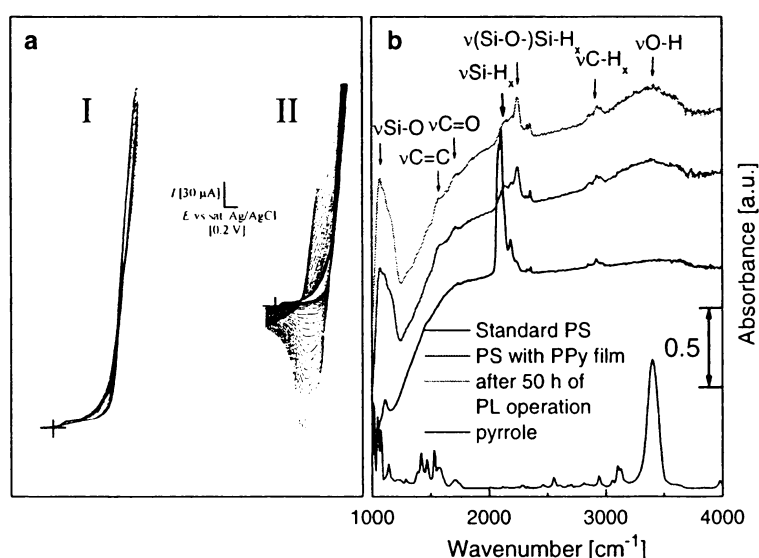 a
I
II
I [30 μA]
E vs sat. Ag/AgCl
[0.2 V]
b
ν(Si-O-)Si-Hx
νSi-Hx
νC-Hx
νO-H
νSi-O
νC=O
νC=C
Standard PS
PS with PPy film
after 50 h of
PL operation
pyrrole
0.5
Absorbance [a.u.]
1000
2000
3000
4000
Wavenumber [cm⁻¹]